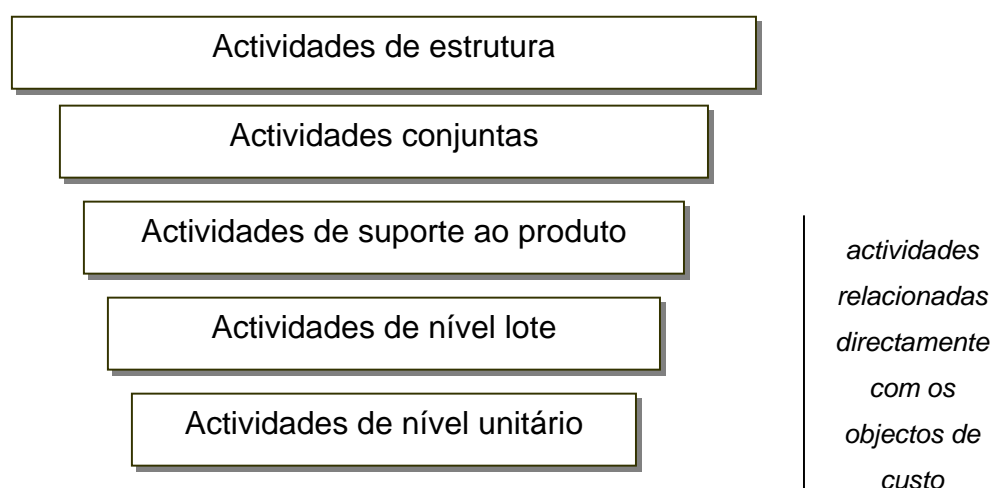 Actividades de estrutura
Actividades conjuntas
Actividades de suporte ao produto
Actividades de nível lote
Actividades de nível unitário
actividades
relacionadas
directamente
com os
objectos de
custo